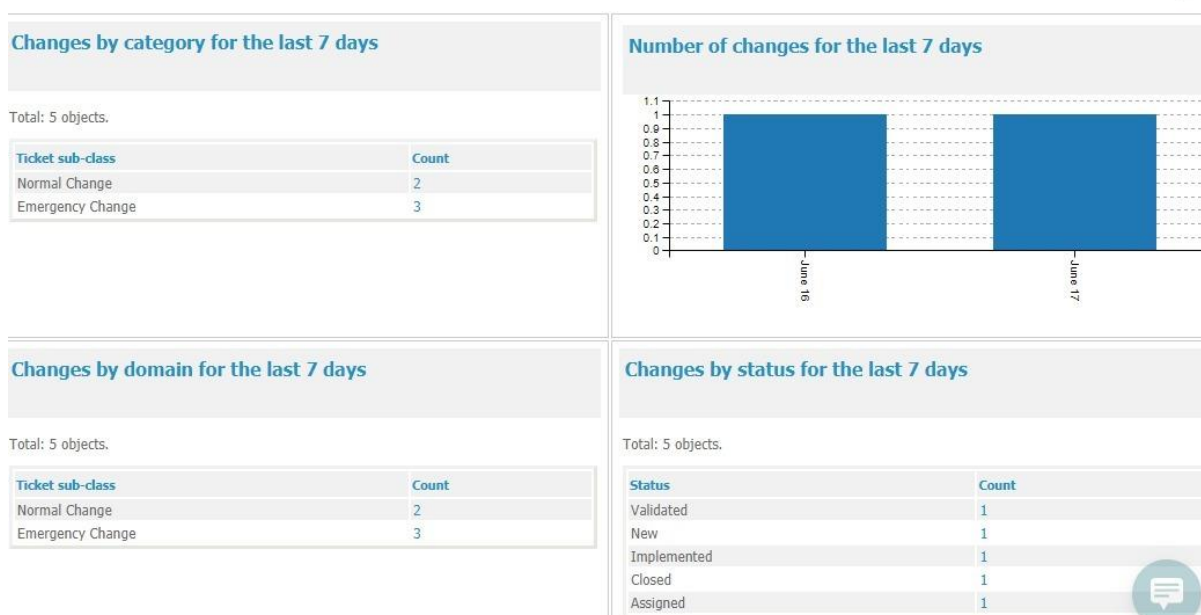 Changes by category for the last 7 days
Total: 5 objects.
Ticket sub-class Count
Normal Change 2
Emergency Change 3
Number of changes for the last 7 days
1.1
1
0.9
0.8
0.7
0.6
0.5
0.4
0.3
0.2
0.1
0
June 16
June 17
Changes by domain for the last 7 days
Total: 5 objects.
Ticket sub-class Count
Normal Change 2
Emergency Change 3
Changes by status for the last 7 days
Total: 5 objects.
Status Count
Validated 1
New 1
Implemented 1
Closed 1
Assigned 1